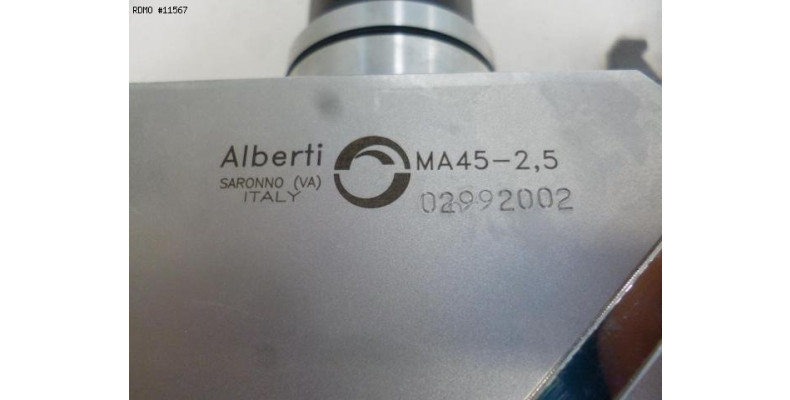 RDMO #11567
Alberti MA45-2,5
SARONNO (VA)
ITALY
02992002